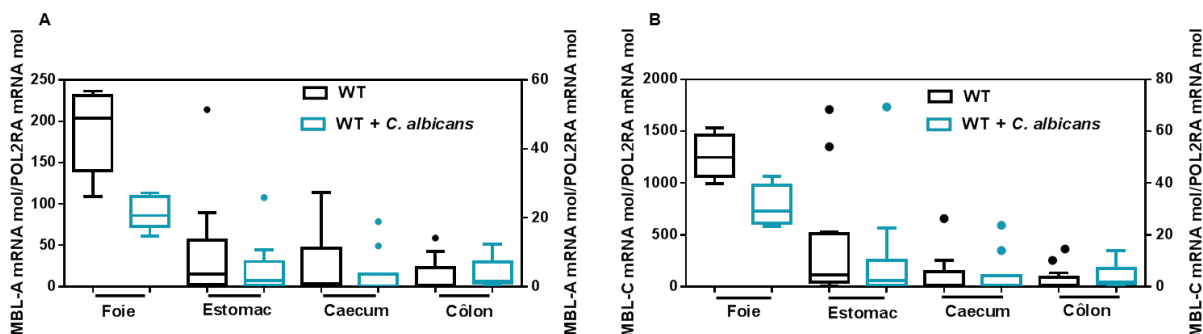 A
MBL-A mRNA mol/POL2RA mRNA mol
250
200
150
100
50
0
WT
WT + C. albicans
60
40
20
0
MBL-A mRNA mol/POL2RA mRNA mol
Foie
Estomac
Caecum
Côlon
B
MBL-C mRNA mol/POL2RA mRNA mol
2000
1500
1000
500
0
WT
WT + C. albicans
80
60
40
20
0
MBL-C mRNA mol/POL2RA mRNA mol
Foie
Estomac
Caecum
Côlon